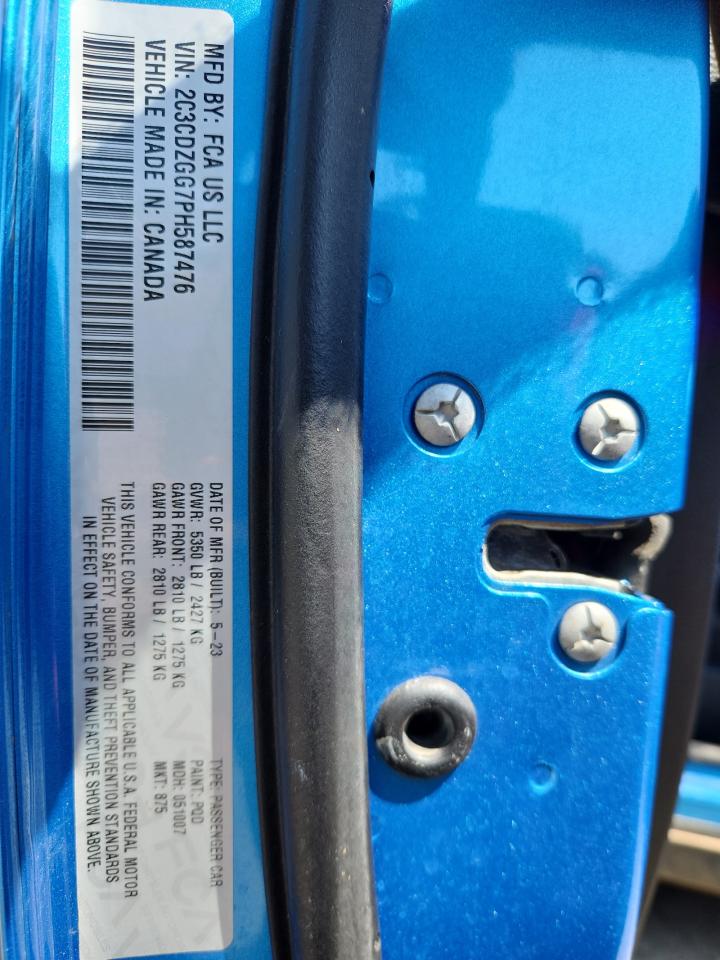 MFD BY: FCA US LLC
VIN: 2C3CDZGG7PH587476
VEHICLE MADE IN: CANADA
DATE OF MFR (BUILT): 5-23
GVWR: 5350 LB / 2427 KG
GAWR FRONT: 2810 LB / 1275 KG
GAWR REAR: 2810 LB / 1275 KG
TYPE: PASSENGER CAR
PAINT: PQD
MDH: 051007
MKT: 875
THIS VEHICLE CONFORMS TO ALL APPLICABLE U.S.A. FEDERAL MOTOR
VEHICLE SAFETY, BUMPER, AND THEFT PREVENTION STANDARDS
IN EFFECT ON THE DATE OF MANUFACTURE SHOWN ABOVE.